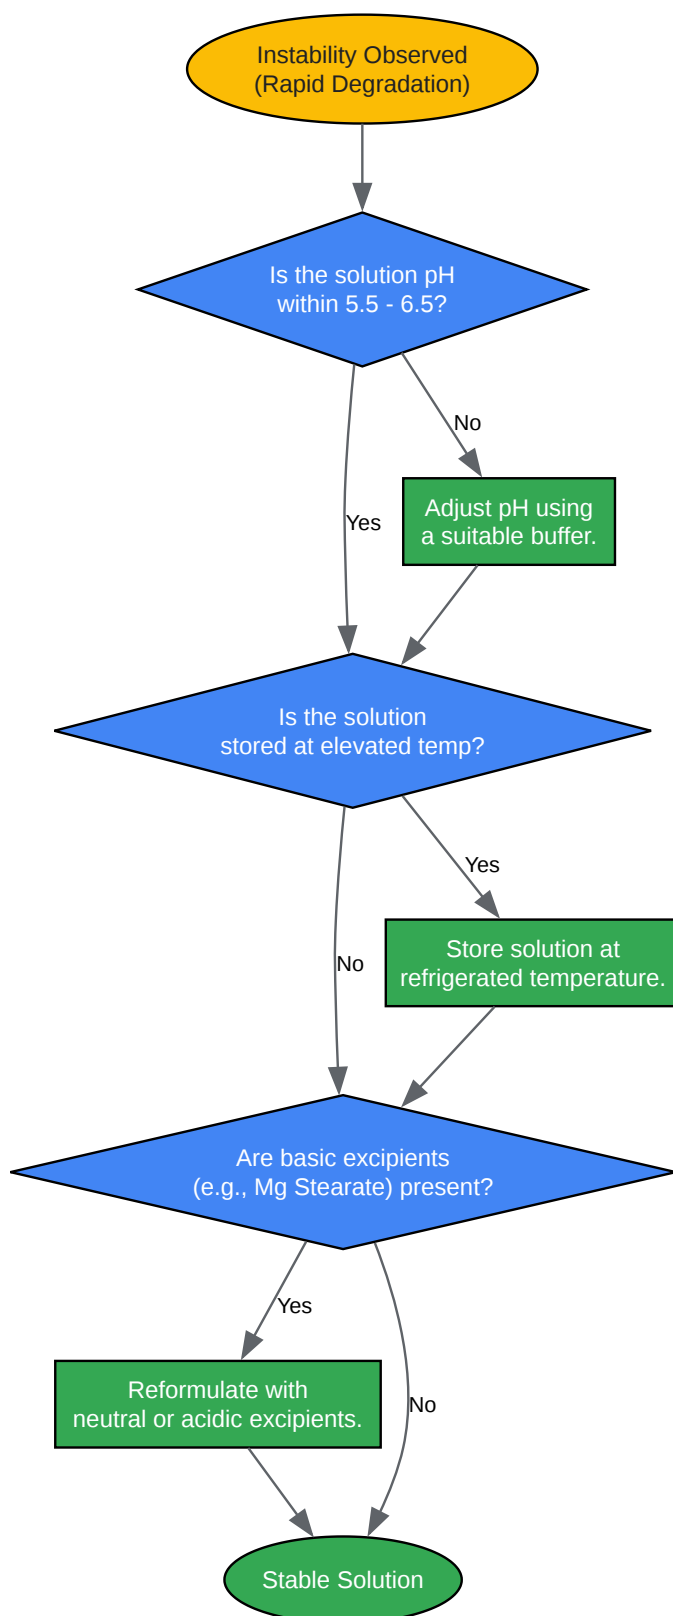 Instability Observed
(Rapid Degradation)
Is the solution pH
within 5.5 - 6.5?
No
Adjust pH using
a suitable buffer.
Yes
Is the solution
stored at elevated temp?
Yes
Store solution at
refrigerated temperature.
No
Are basic excipients
(e.g., Mg Stearate) present?
Yes
Reformulate with
neutral or acidic excipients.
No
Stable Solution